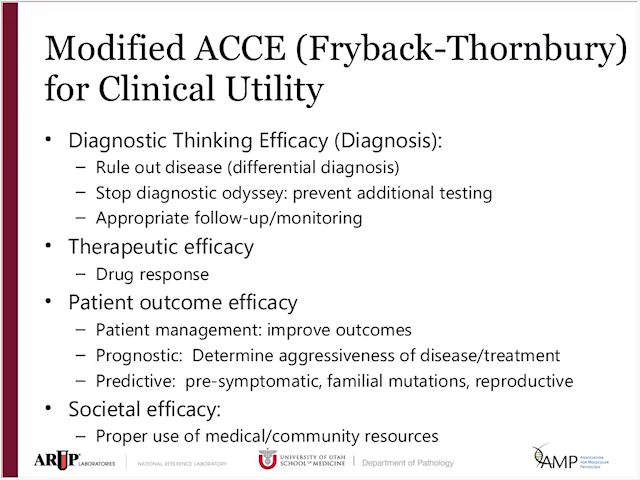 Modified ACCE (Fryback-Thornbury)
for Clinical Utility
• Diagnostic Thinking Efficacy (Diagnosis):
– Rule out disease (differential diagnosis)
– Stop diagnostic odyssey: prevent additional testing
– Appropriate follow-up/monitoring
• Therapeutic efficacy
– Drug response
• Patient outcome efficacy
– Patient management: improve outcomes
– Prognostic:  Determine aggressiveness of disease/treatment
– Predictive:  pre-symptomatic, familial mutations, reproductive
• Societal efficacy:
– Proper use of medical/community resources
ARUP LABORATORIES | NATIONAL REFERENCE LABORATORY
UNIVERSITY OF UTAH
SCHOOL OF MEDICINE | Department of Pathology
AMP
ASSOCIATION
FOR MOLECULAR
PATHOLOGY